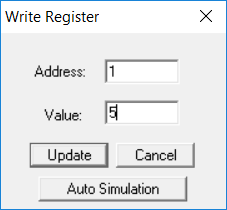 Write Register
Address: 1
Value: 5
Update Cancel
Auto Simulation